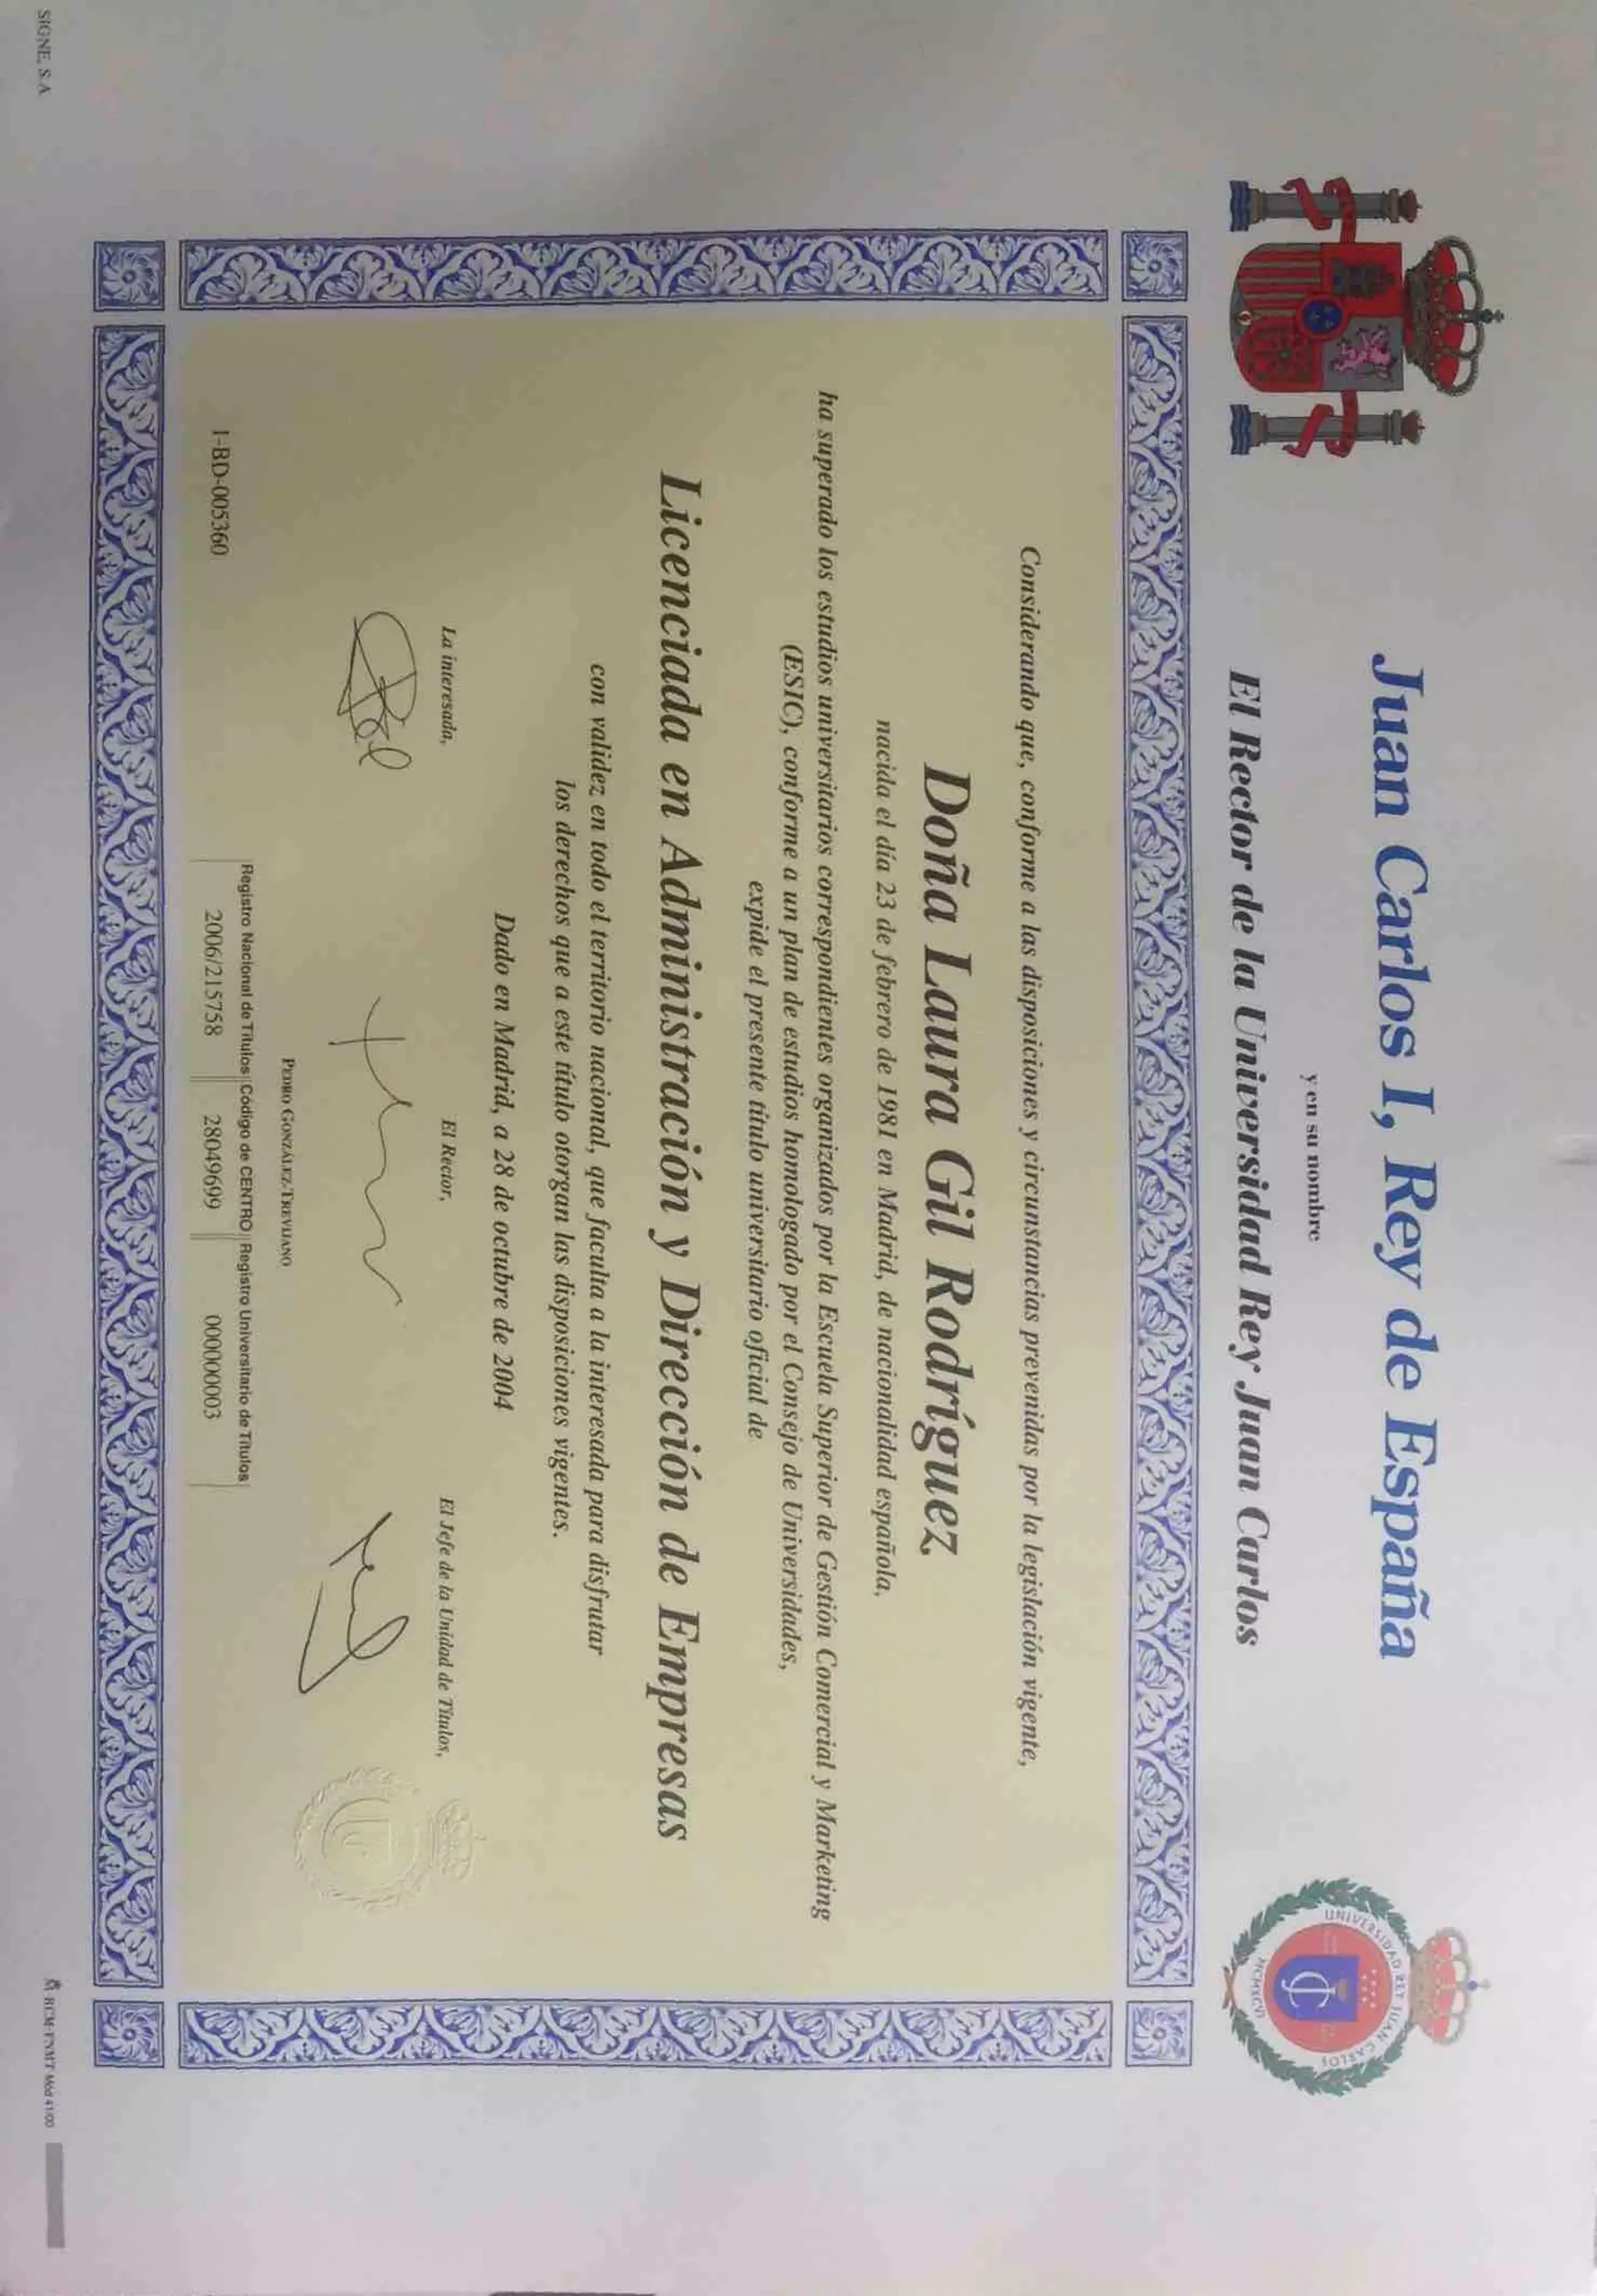 Juan Carlos I, Rey de España
y en su nombre
El Rector de la Universidad Rey Juan Carlos
UNIVERSIDAD REY JUAN CARLOS
MCMXCVI
Considerando que, conforme a las disposiciones y circunstancias prevenidas por la legislación vigente,
Doña Laura Gil Rodríguez
nacida el día 23 de febrero de 1981 en Madrid, de nacionalidad española,
ha superado los estudios universitarios correspondientes organizados por la Escuela Superior de Gestión Comercial y Marketing
(ESIC), conforme a un plan de estudios homologado por el Consejo de Universidades,
expide el presente título universitario oficial de
Licenciada en Administración y Dirección de Empresas
con validez en todo el territorio nacional, que faculta a la interesada para disfrutar
los derechos que a este título otorgan las disposiciones vigentes.
Dado en Madrid, a 28 de octubre de 2004
La interesada,
El Rector,
El Jefe de la Unidad de Títulos,
PEDRO GONZÁLEZ-TREVIJANO
1-BD-005360
Registro Nacional de Títulos Código de CENTRO Registro Universitario de Títulos
2006/215758 28049699 000000003
SIGNE, S.A. RCM-FNMT Mod 41/00